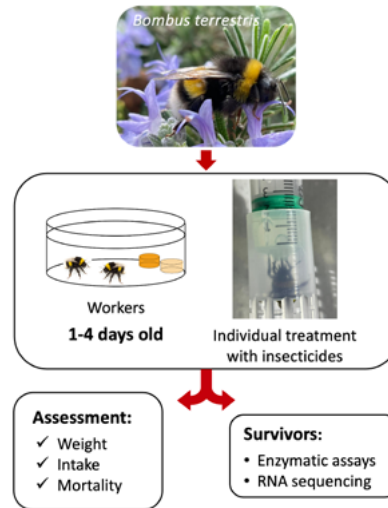 Bombus terrestris
Workers
1-4 days old
Individual treatment
with insecticides
Assessment:
✓ Weight
✓ Intake
✓ Mortality
Survivors:
• Enzymatic assays
• RNA sequencing